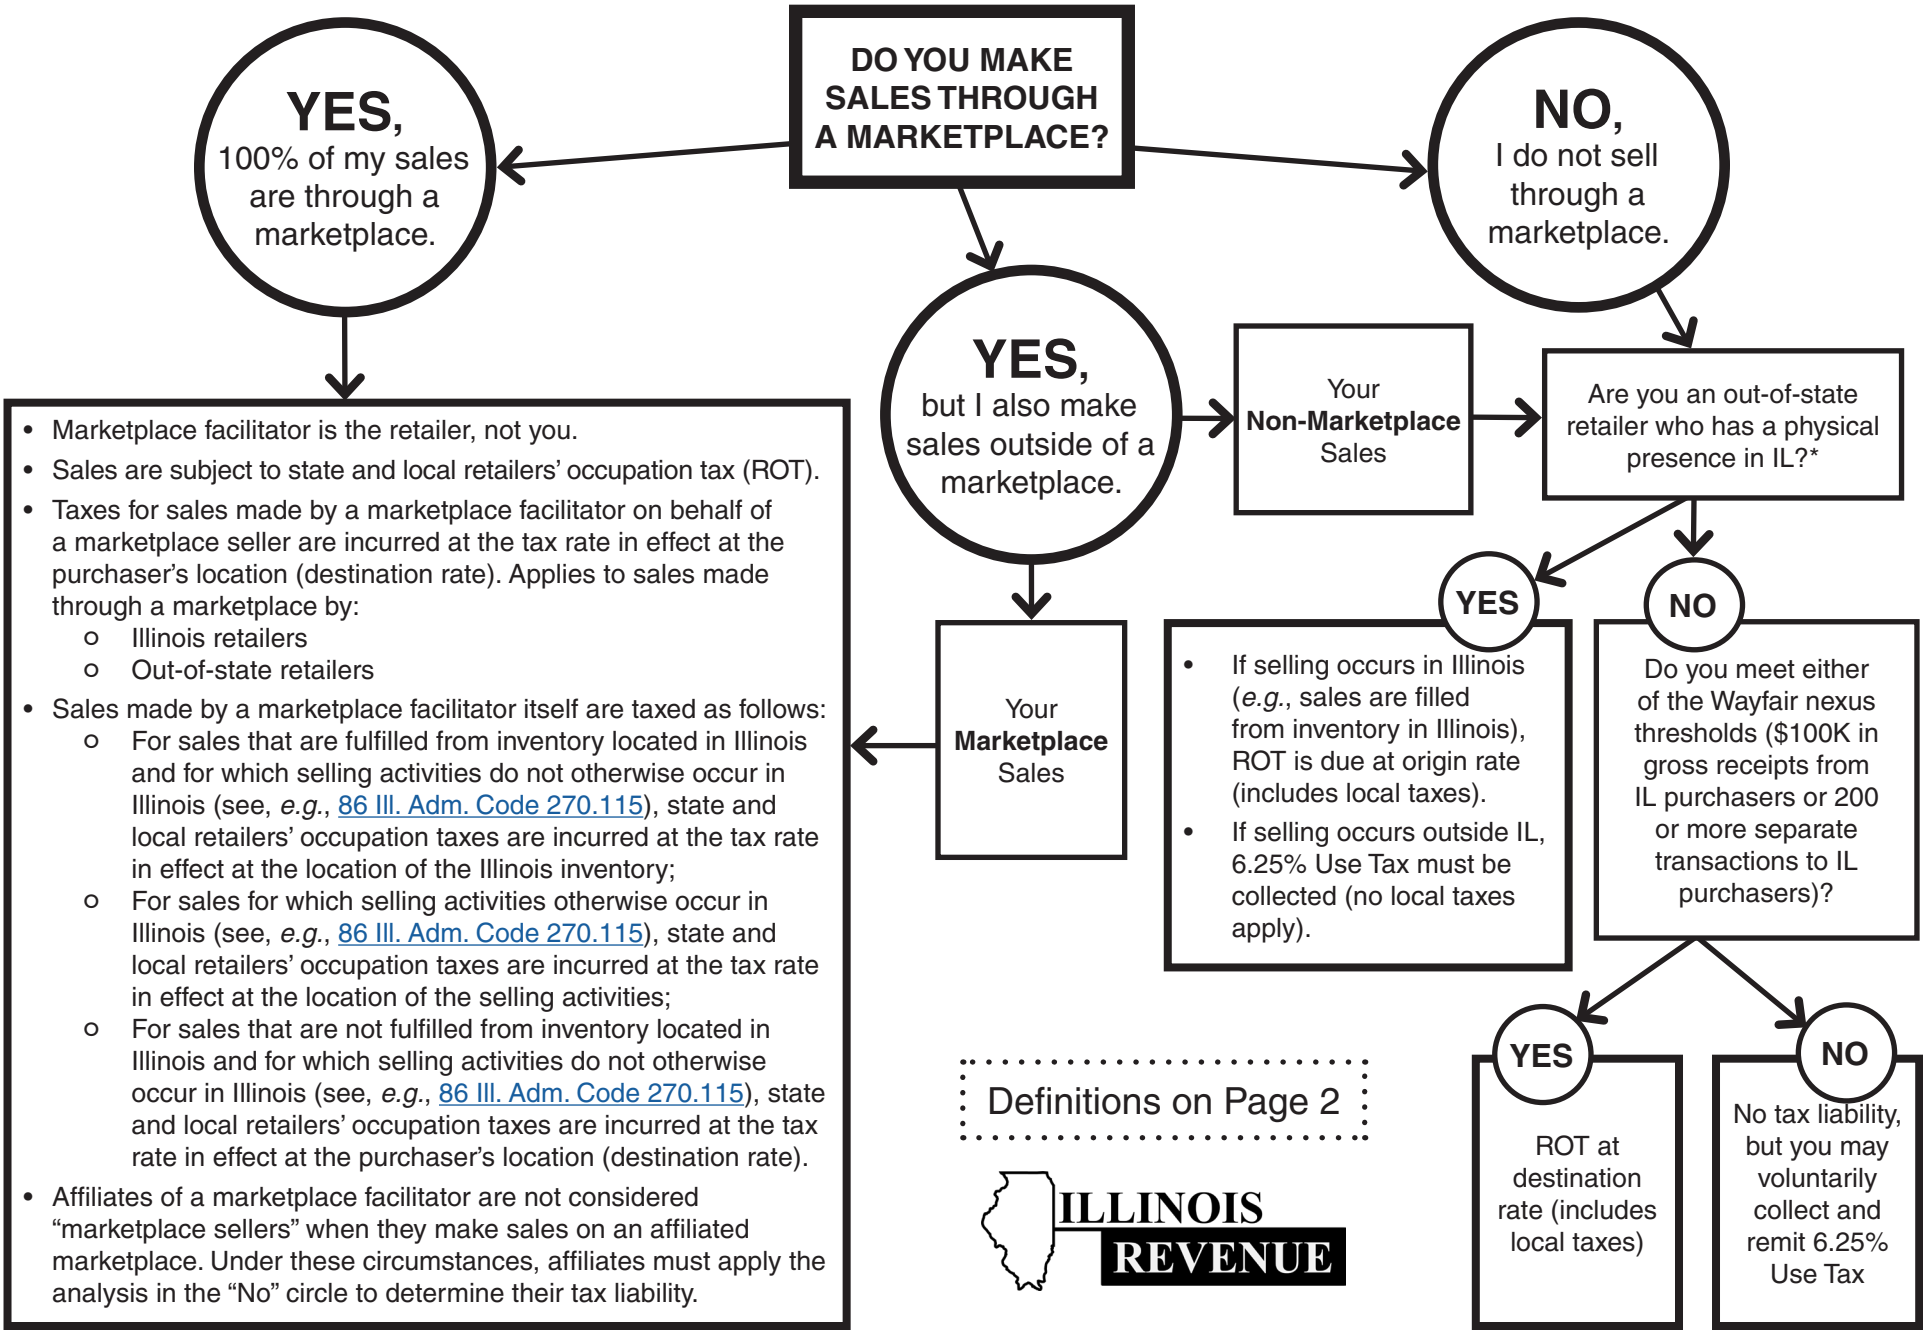 DO YOU MAKE
SALES THROUGH
A MARKETPLACE?
YES,
100% of my sales
are through a
marketplace.
NO,
I do not sell
through a
marketplace.
YES,
but I also make
sales outside of a
marketplace.
Your
Non-Marketplace
Sales
Are you an out-of-state
retailer who has a physical
presence in IL?*
• Marketplace facilitator is the retailer, not you.
• Sales are subject to state and local retailers’ occupation tax (ROT).
• Taxes for sales made by a marketplace facilitator on behalf of
a marketplace seller are incurred at the tax rate in effect at the
purchaser’s location (destination rate). Applies to sales made
through a marketplace by:
o Illinois retailers
o Out-of-state retailers
• Sales made by a marketplace facilitator itself are taxed as follows:
o For sales that are fulfilled from inventory located in Illinois
and for which selling activities do not otherwise occur in
Illinois (see, e.g., 86 Ill. Adm. Code 270.115), state and
local retailers’ occupation taxes are incurred at the tax rate
in effect at the location of the Illinois inventory;
o For sales for which selling activities otherwise occur in
Illinois (see, e.g., 86 Ill. Adm. Code 270.115), state and
local retailers’ occupation taxes are incurred at the tax rate
in effect at the location of the selling activities;
o For sales that are not fulfilled from inventory located in
Illinois and for which selling activities do not otherwise
occur in Illinois (see, e.g., 86 Ill. Adm. Code 270.115), state
and local retailers’ occupation taxes are incurred at the tax
rate in effect at the purchaser’s location (destination rate).
• Affiliates of a marketplace facilitator are not considered
“marketplace sellers” when they make sales on an affiliated
marketplace. Under these circumstances, affiliates must apply the
analysis in the “No” circle to determine their tax liability.
Your
Marketplace
Sales
YES
• If selling occurs in Illinois
(e.g., sales are filled
from inventory in Illinois),
ROT is due at origin rate
(includes local taxes).
• If selling occurs outside IL,
6.25% Use Tax must be
collected (no local taxes
apply).
NO
Do you meet either
of the Wayfair nexus
thresholds ($100K in
gross receipts from
IL purchasers or 200
or more separate
transactions to IL
purchasers)?
YES
ROT at
destination
rate (includes
local taxes)
NO
No tax liability,
but you may
voluntarily
collect and
remit 6.25%
Use Tax
Definitions on Page 2
ILLINOIS
REVENUE